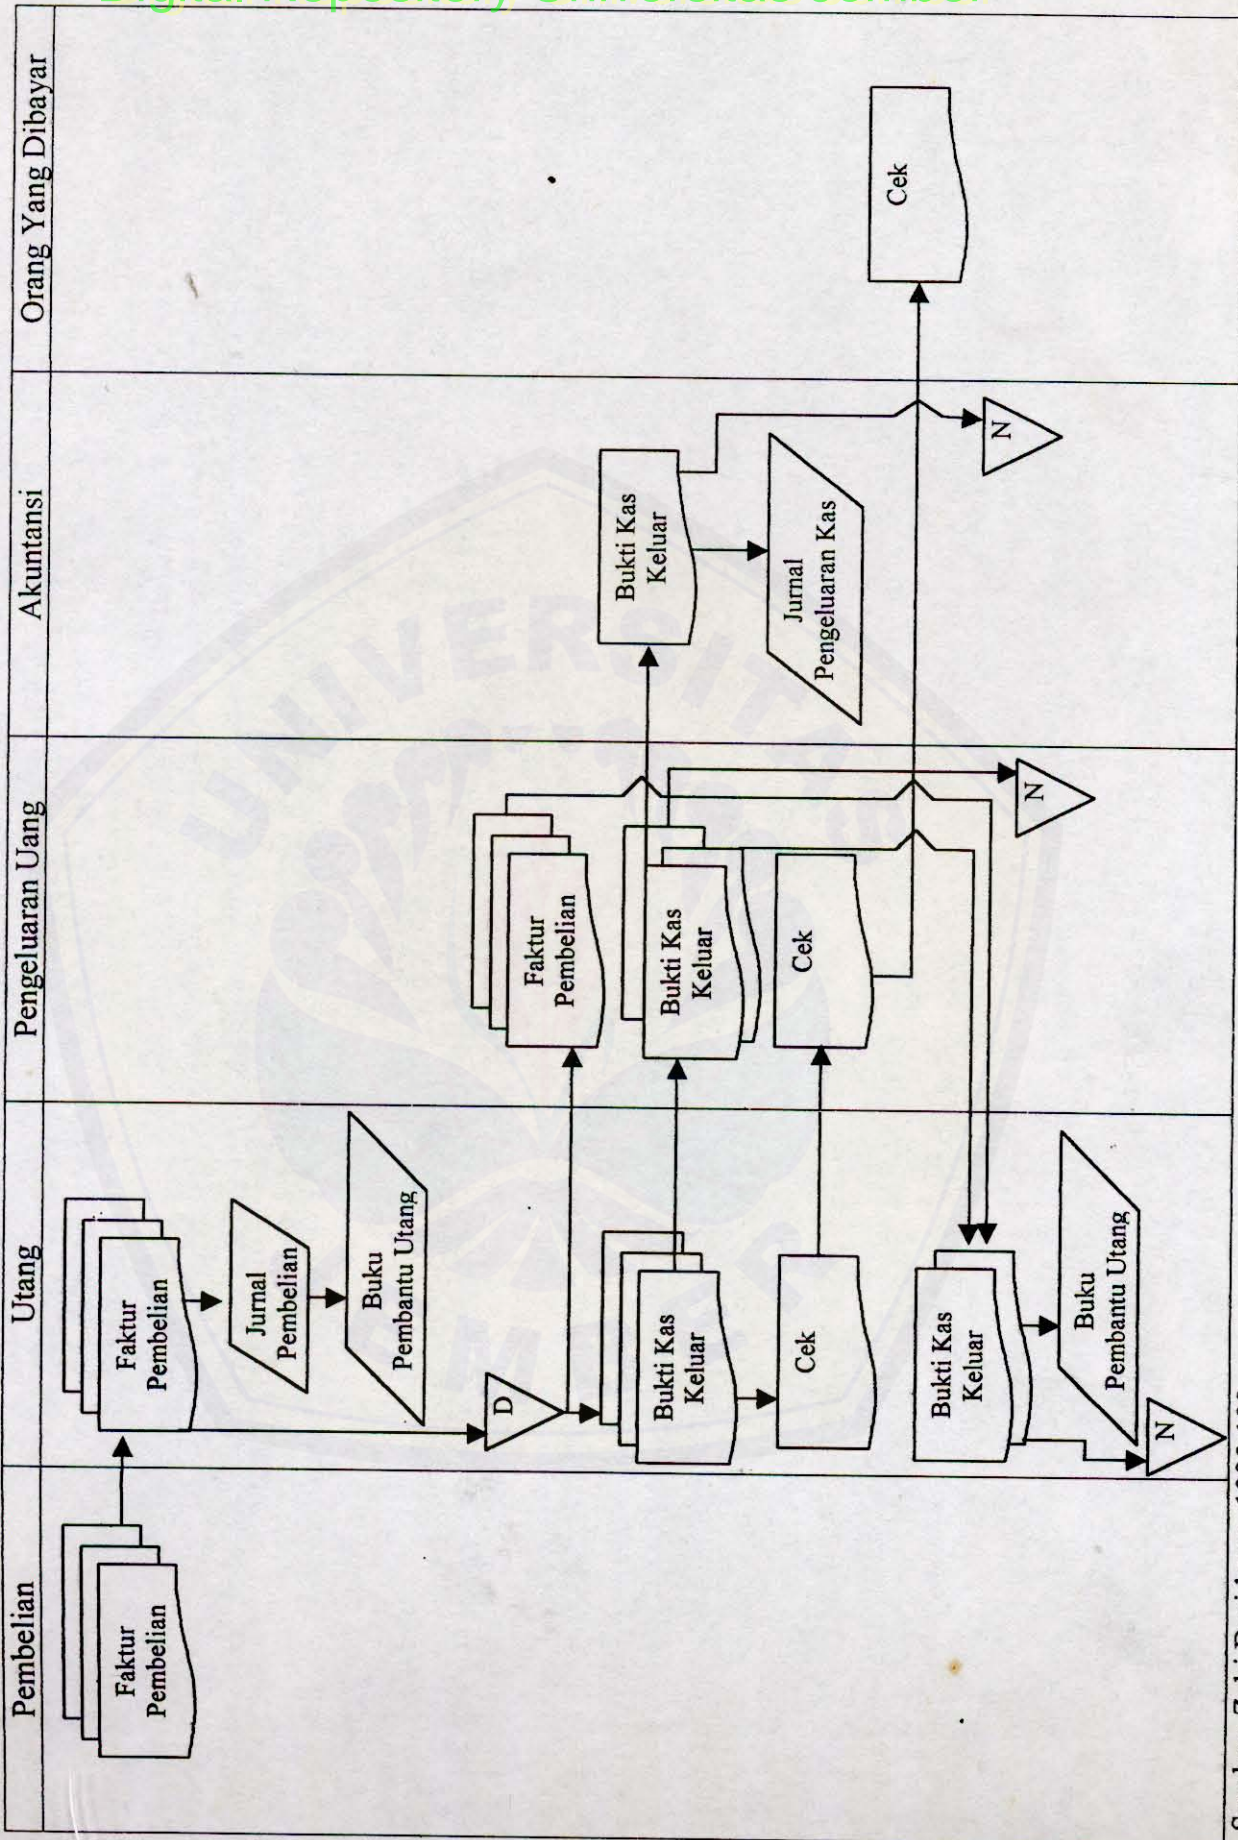 Digital Repository Universitas Jember
Pembelian
Utang
Pengeluaran Uang
Akuntansi
Orang Yang Dibayar
Faktur
Pembelian
Faktur
Pembelian
Jurnal
Pembelian
Buku
Pembantu Utang
D
Bukti Kas
Keluar
Cek
Bukti Kas
Keluar
Buku
Pembantu Utang
N
Faktur
Pembelian
Bukti Kas
Keluar
Cek
N
Bukti Kas
Keluar
Jurnal
Pengeluaran Kas
N
Cek
UNIVERSITAS
JEMBER